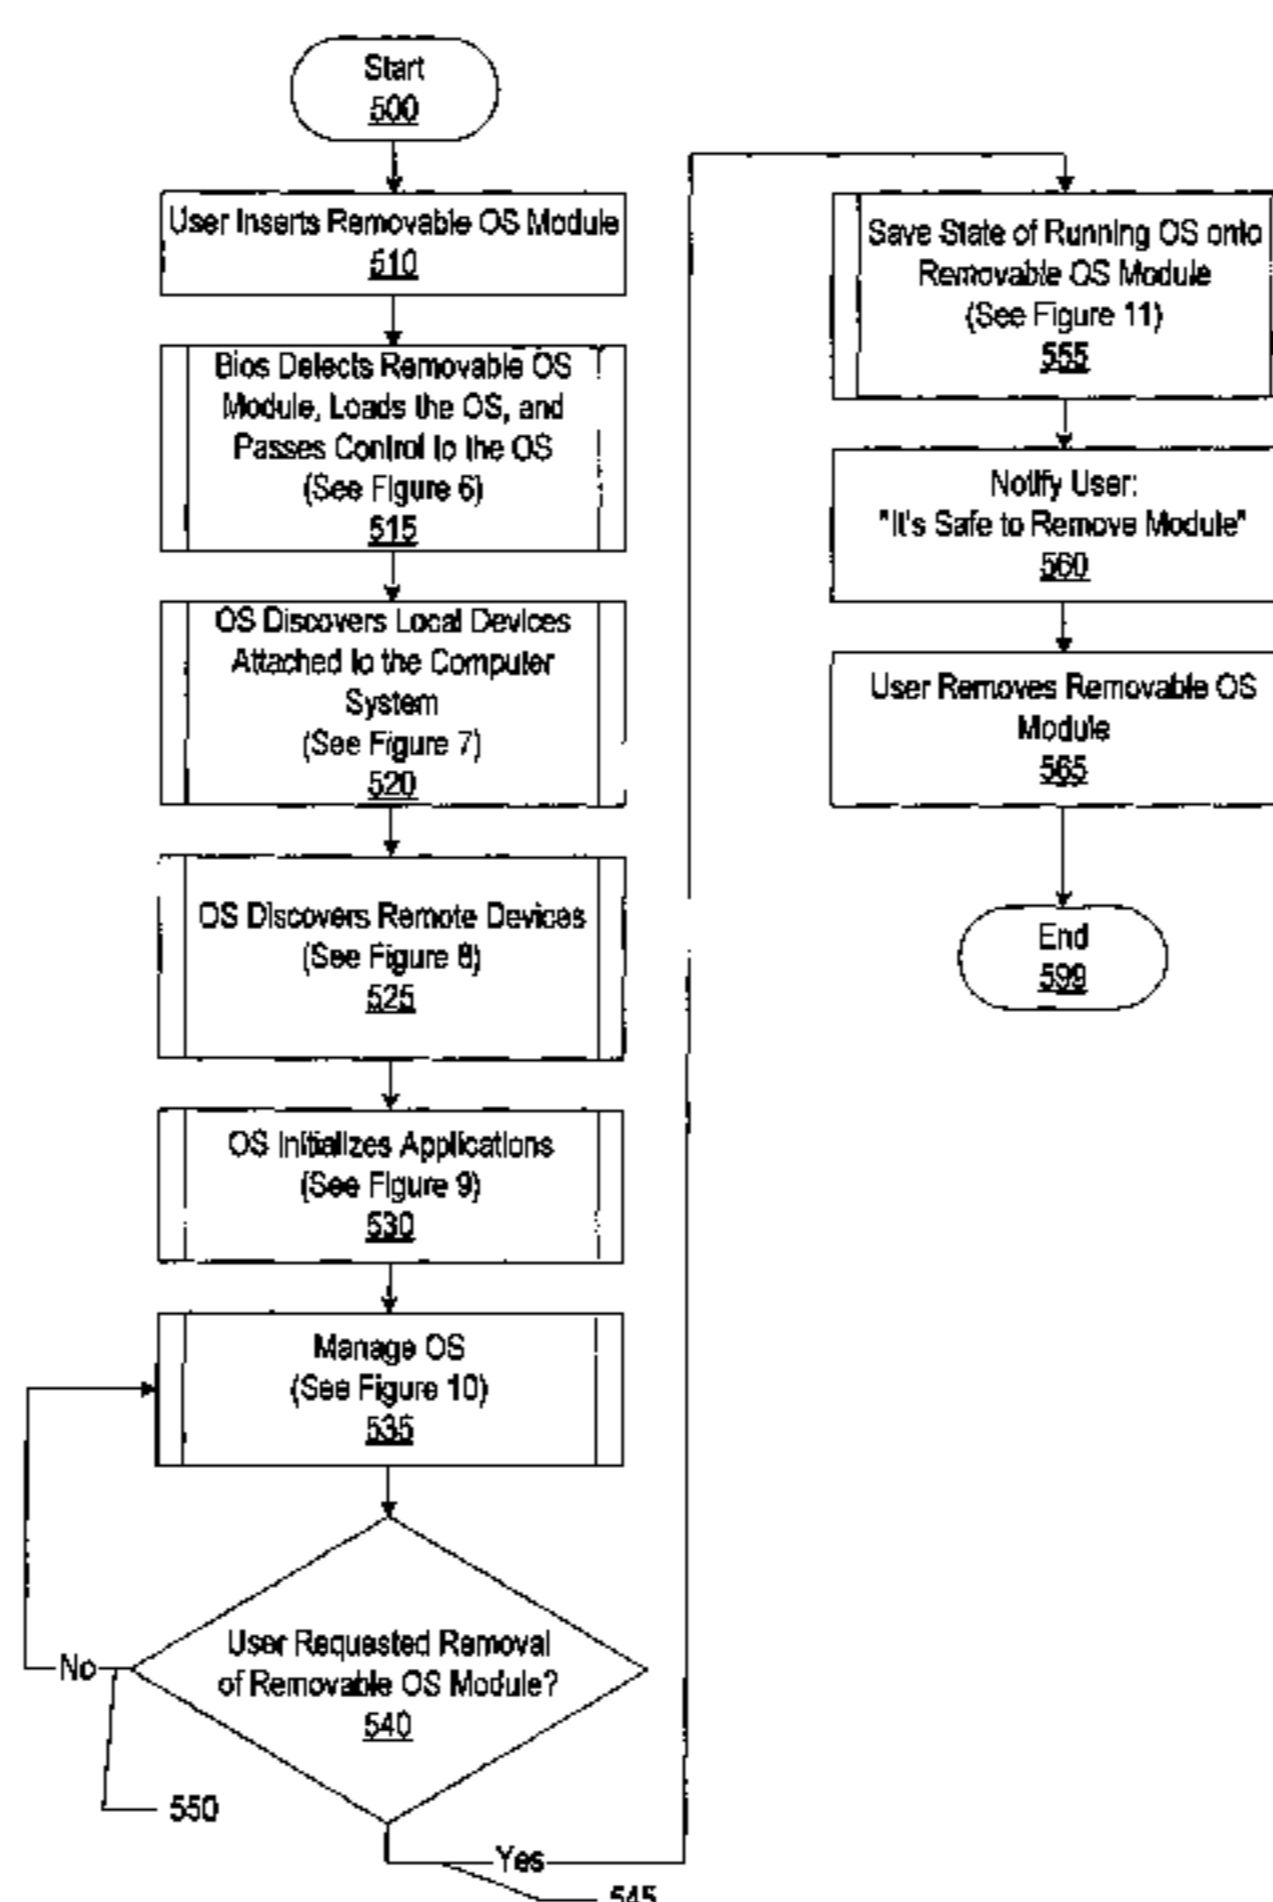 Start
500
User Inserts Removable OS Module
510
Bios Detects Removable OS
Module, Loads the OS, and
Passes Control to the OS
(See Figure 6)
515
OS Discovers Local Devices
Attached to the Computer
System
(See Figure 7)
520
OS Discovers Remote Devices
(See Figure 8)
525
OS Initializes Applications
(See Figure 9)
530
Manage OS
(See Figure 10)
535
User Requested Removal
of Removable OS Module?
540
No
550
Yes
545
Save State of Running OS onto
Removable OS Module
(See Figure 11)
555
Notify User:
"It's Safe to Remove Module"
560
User Removes Removable OS
Module
565
End
599